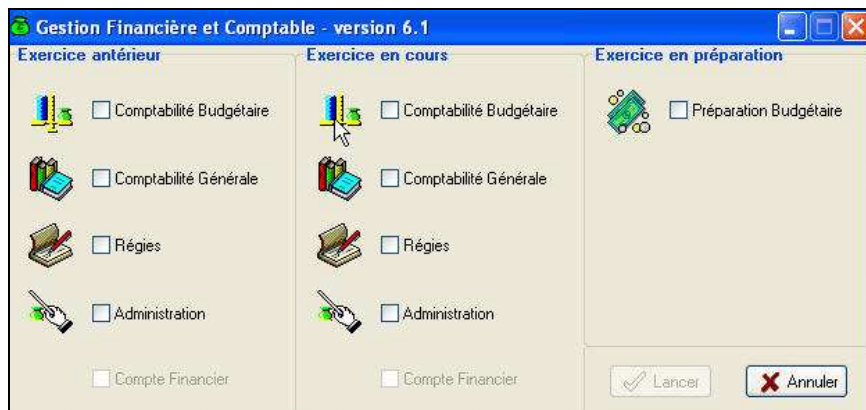 Gestion Financière et Comptable - version 6.1
Exercice antérieur
Comptabilité Budgétaire
Comptabilité Générale
Régies
Administration
Compte Financier
Exercice en cours
Comptabilité Budgétaire
Comptabilité Générale
Régies
Administration
Compte Financier
Exercice en préparation
Préparation Budgétaire
Lancer
Annuler